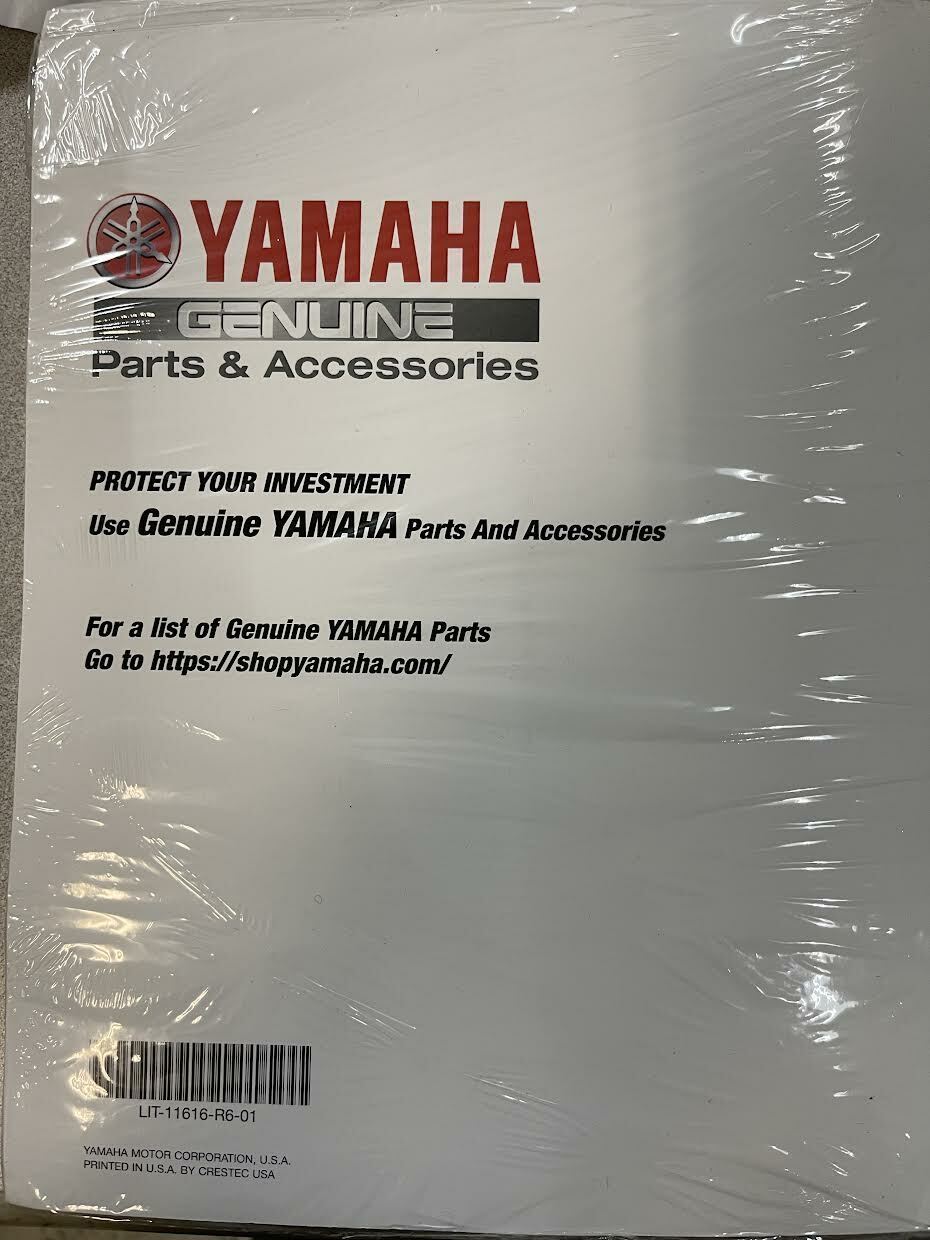 YAMAHA
GENUINE
Parts & Accessories
PROTECT YOUR INVESTMENT
Use Genuine YAMAHA Parts And Accessories
For a list of Genuine YAMAHA Parts
Go to https://shopyamaha.com/
LIT-11616-R6-01
YAMAHA MOTOR CORPORATION, U.S.A.
PRINTED IN U.S.A. BY CRESTEC USA